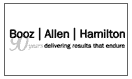 Booz | Allen | Hamilton
90 years delivering results that endure